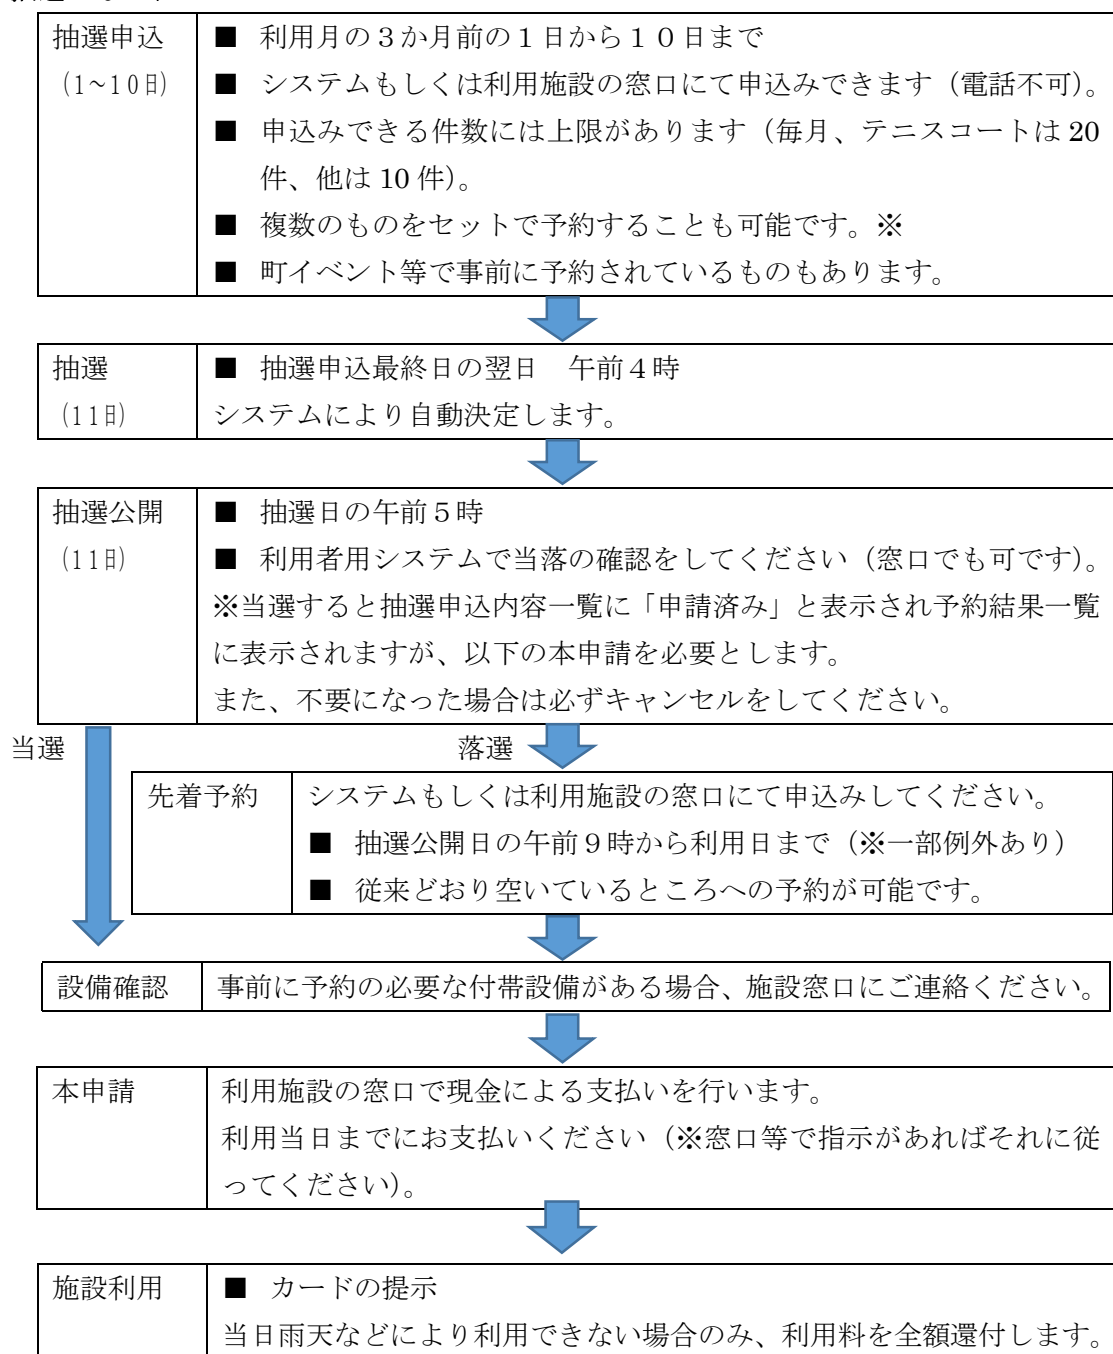 抽選申込 ■ 利用月の３か月前の１日から１０日まで
（1~10日） ■ システムもしくは利用施設の窓口にて申込みできます（電話不可）。
■ 申込みできる件数には上限があります（毎月、テニスコートは 20
件、他は 10 件）。
■ 複数のものをセットで予約することも可能です。※
■ 町イベント等で事前に予約されているものもあります。
抽選 ■ 抽選申込最終日の翌日　午前４時
（11日） システムにより自動決定します。
抽選公開 ■ 抽選日の午前５時
（11日） ■ 利用者用システムで当落の確認をしてください（窓口でも可です）。
※当選すると抽選申込内容一覧に「申請済み」と表示され予約結果一覧
に表示されますが、以下の本申請を必要とします。
また、不要になった場合は必ずキャンセルをしてください。
当選 落選
先着予約 システムもしくは利用施設の窓口にて申込みしてください。
■ 抽選公開日の午前９時から利用日まで（※一部例外あり）
■ 従来どおり空いているところへの予約が可能です。
設備確認 事前に予約の必要な付帯設備がある場合、施設窓口にご連絡ください。
本申請 利用施設の窓口で現金による支払いを行います。
利用当日までにお支払いください（※窓口等で指示があればそれに従
ってください）。
施設利用 ■ カードの提示
当日雨天などにより利用できない場合のみ、利用料を全額還付します。